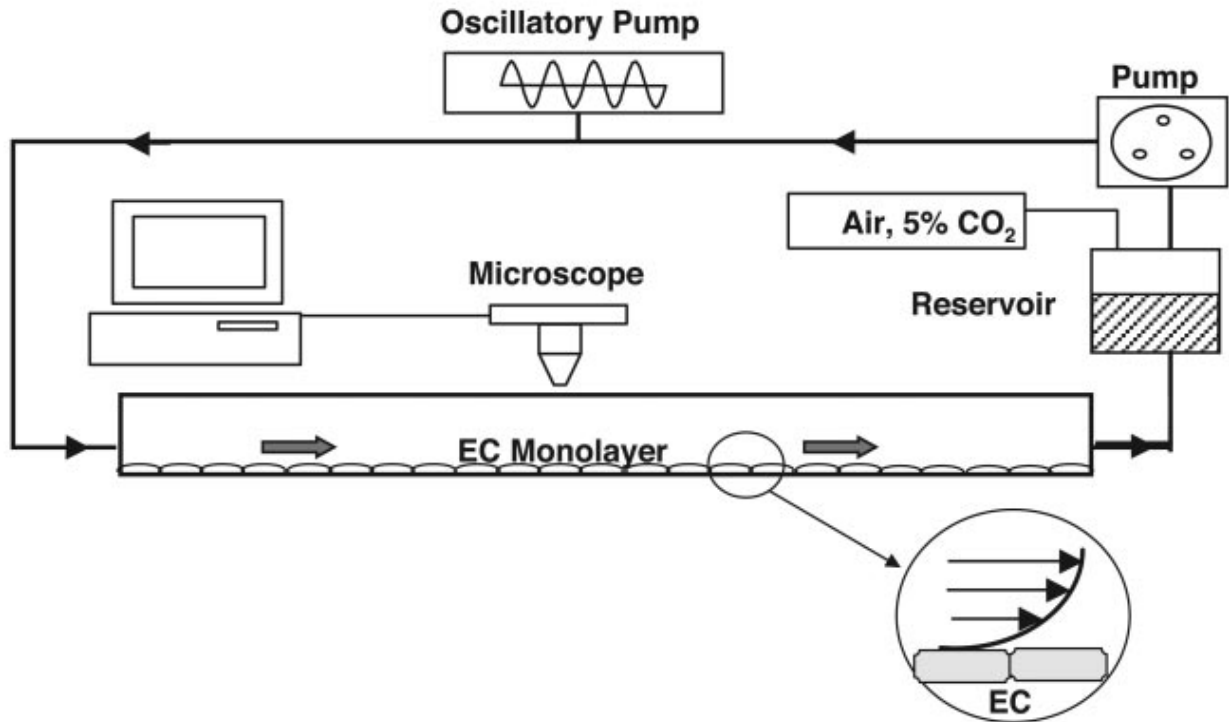 Oscillatory Pump
Pump
Air, 5% CO₂
Microscope
Reservoir
EC Monolayer
EC